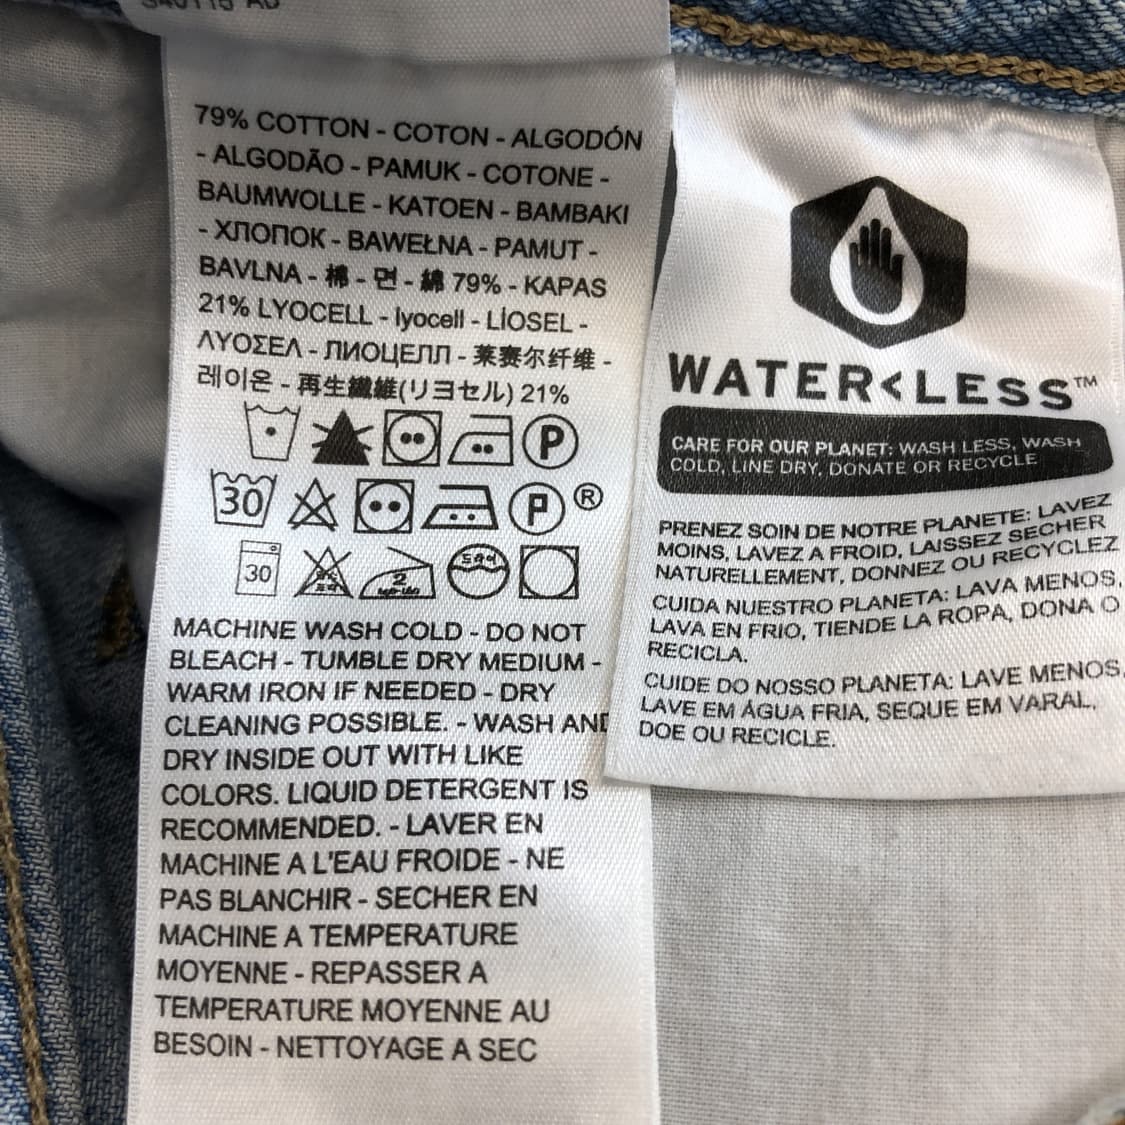 79% COTTON - COTON - ALGODÓN
- ALGODÃO - PAMUK - COTONE -
BAUMWOLLE - KATOEN - BAMBAKI
- ХЛОПОК - BAWEŁNA - PAMUT -
BAVLNA - 棉 - 면 - 綿 79% - KAPAS
21% LYOCELL - lyocell - LİOSEL -
ΛΥΟΣΕΛ - ЛИОЦЕЛЛ - 莱赛尔纤维 -
레이온 - 再生繊維(リヨセル) 21%
P
30 P ®
30 2
MACHINE WASH COLD - DO NOT
BLEACH - TUMBLE DRY MEDIUM -
WARM IRON IF NEEDED - DRY
CLEANING POSSIBLE. - WASH AND
DRY INSIDE OUT WITH LIKE
COLORS. LIQUID DETERGENT IS
RECOMMENDED. - LAVER EN
MACHINE A L'EAU FROIDE - NE
PAS BLANCHIR - SECHER EN
MACHINE A TEMPERATURE
MOYENNE - REPASSER A
TEMPERATURE MOYENNE AU
BESOIN - NETTOYAGE A SEC
WATER<LESS™
CARE FOR OUR PLANET: WASH LESS, WASH
COLD, LINE DRY, DONATE OR RECYCLE
PRENEZ SOIN DE NOTRE PLANETE: LAVEZ
MOINS, LAVEZ A FROID, LAISSEZ SECHER
NATURELLEMENT, DONNEZ OU RECYCLEZ
CUIDA NUESTRO PLANETA: LAVA MENOS,
LAVA EN FRIO, TIENDE LA ROPA, DONA O
RECICLA.
CUIDE DO NOSSO PLANETA: LAVE MENOS,
LAVE EM ÁGUA FRIA, SEQUE EM VARAL,
DOE OU RECICLE.